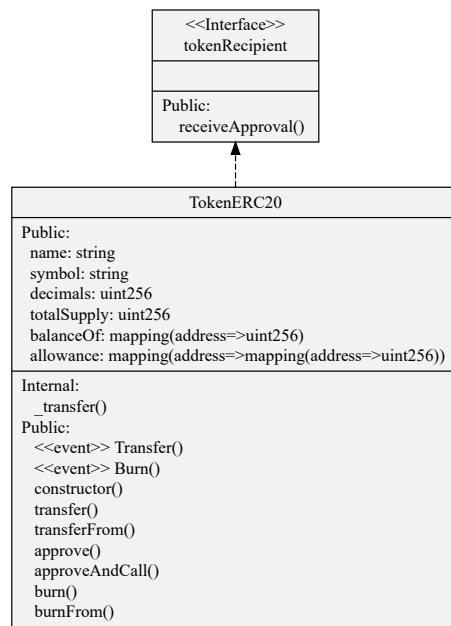 <<Interface>>
tokenRecipient
Public:
receiveApproval()
TokenERC20
Public:
name: string
symbol: string
decimals: uint256
totalSupply: uint256
balanceOf: mapping(address=>uint256)
allowance: mapping(address=>mapping(address=>uint256))
Internal:
_transfer()
Public:
<<event>> Transfer()
<<event>> Burn()
constructor()
transfer()
transferFrom()
approve()
approveAndCall()
burn()
burnFrom()